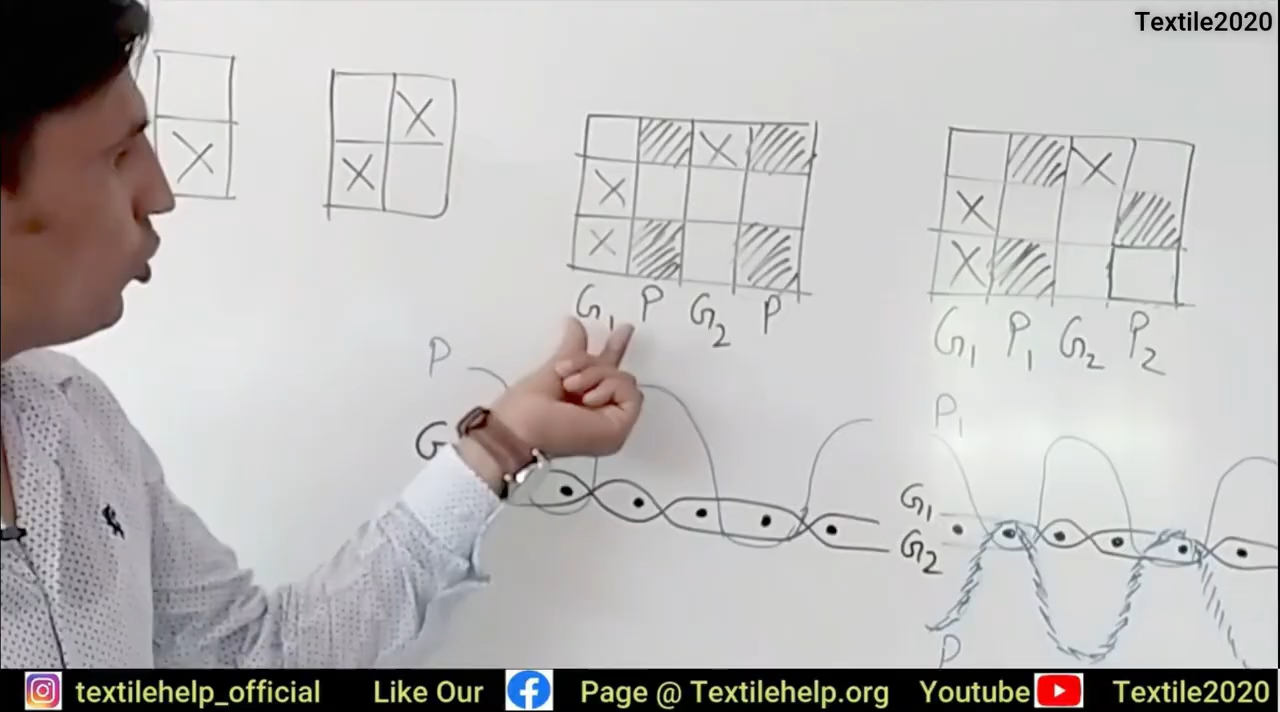 Textile2020
X
X
X
X
X
X
X
X
X
G₁ P G₂ P
G₁ P₁ G₂ P₂
P
G
P₁
G₁
G₂
P
textilehelp_official Like Our Page @ Textilehelp.org Youtube Textile2020